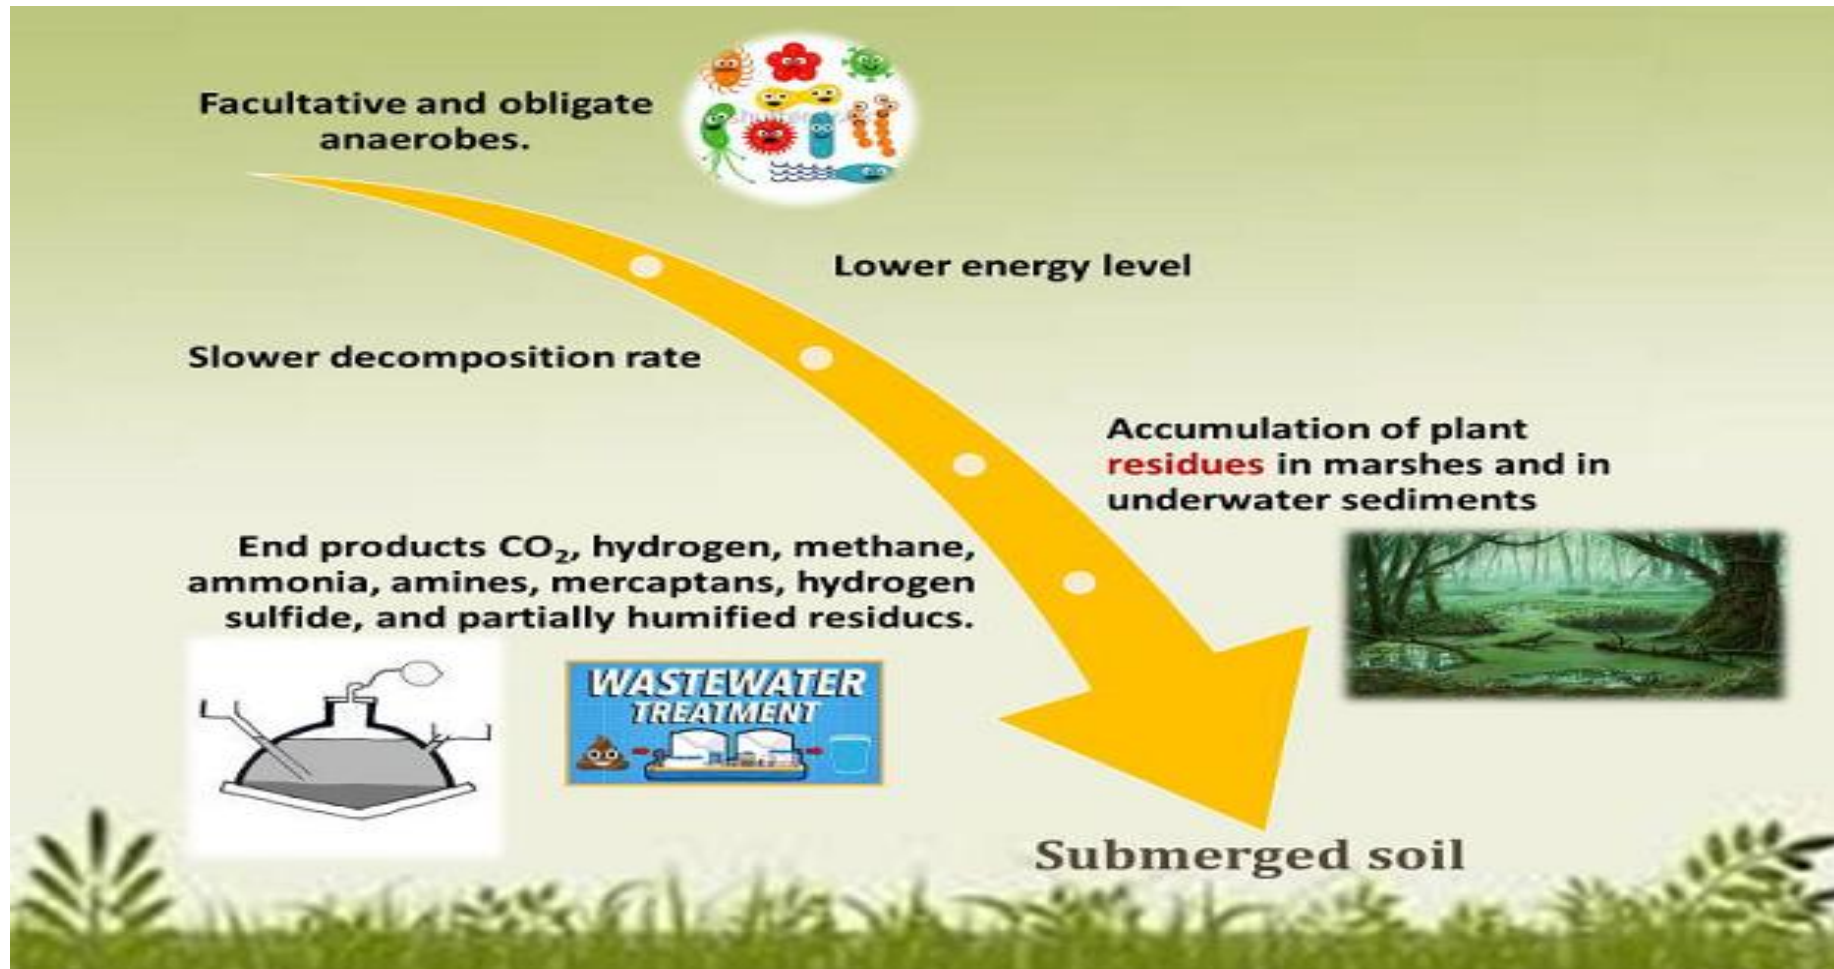 Facultative and obligate
anaerobes.
Lower energy level
Slower decomposition rate
Accumulation of plant
residues in marshes and in
underwater sediments
End products CO₂, hydrogen, methane,
ammonia, amines, mercaptans, hydrogen
sulfide, and partially humified residucs.
WASTEWATER
TREATMENT
Submerged soil